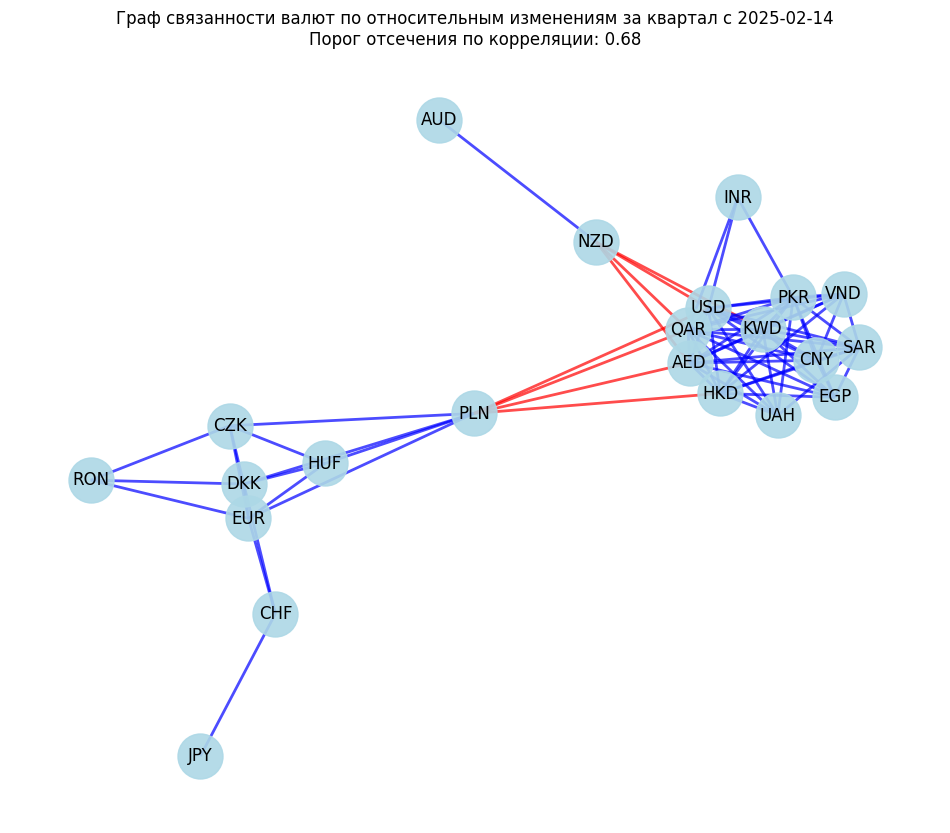 Граф связанности валют по относительным изменениям за квартал с 2025-02-14
Порог отсечения по корреляции: 0.68
AUD
INR
NZD
USD
PKR
VND
QAR
KWD
SAR
AED
CNY
HKD
EGP
UAH
PLN
CZK
HUF
RON
DKK
EUR
CHF
JPY